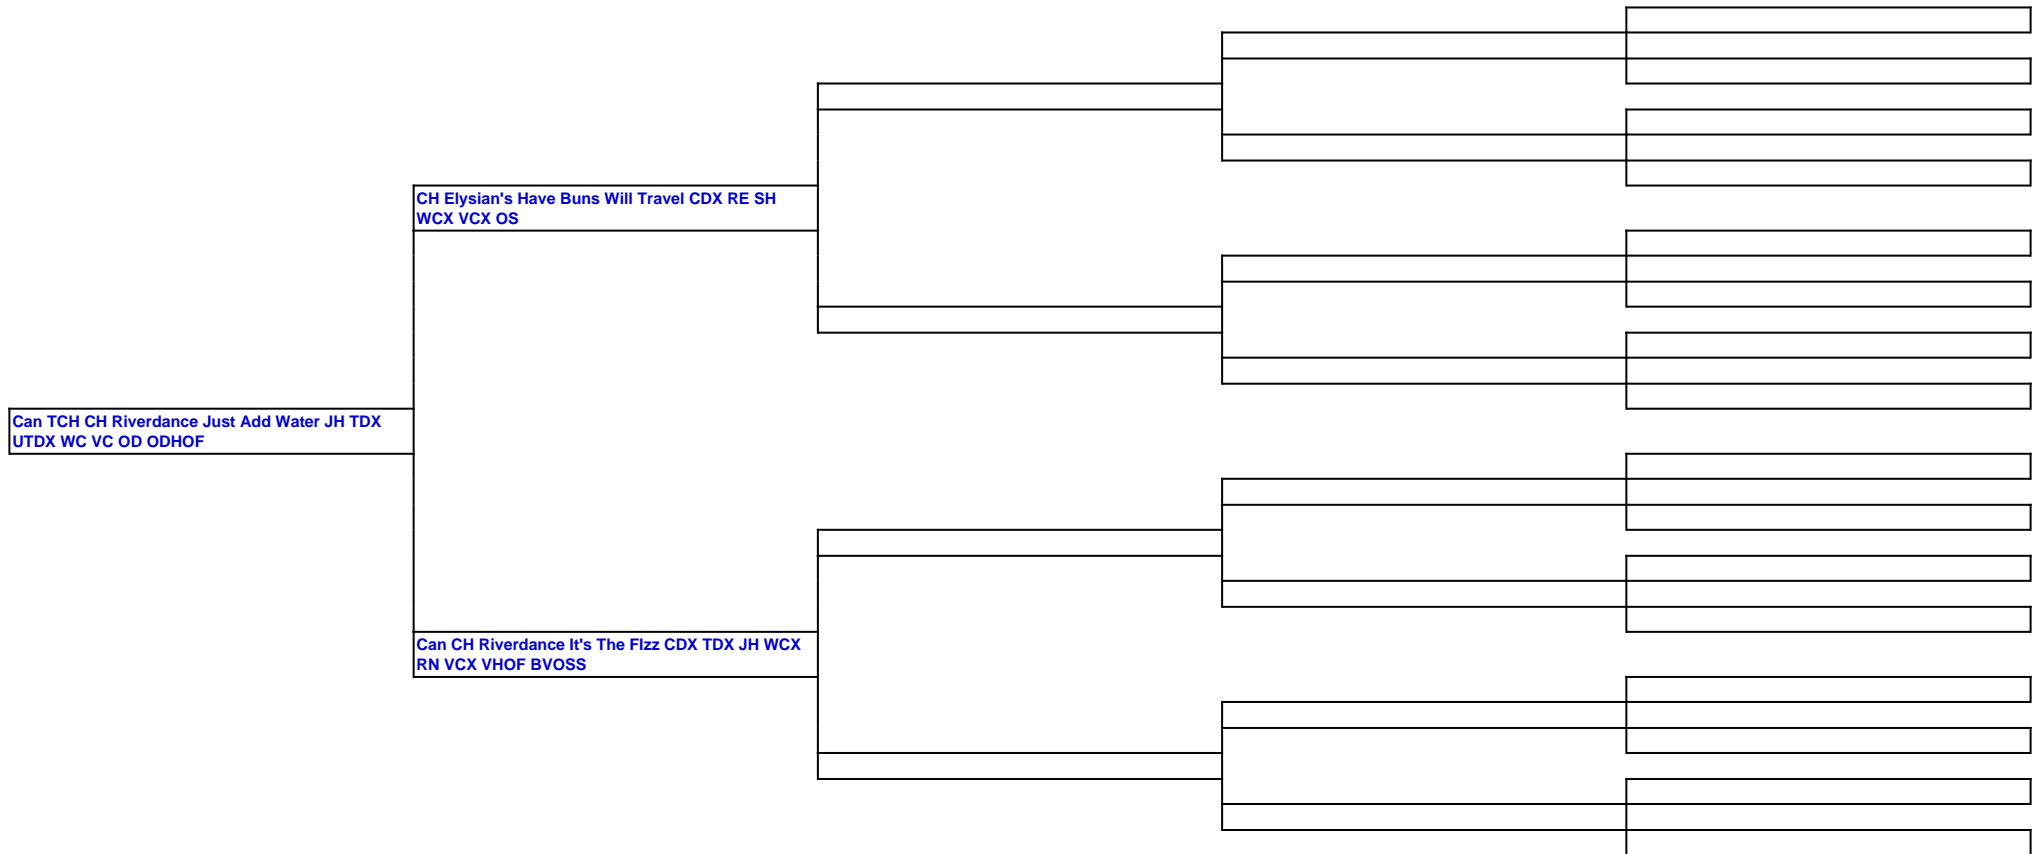 CH Elysian's Have Buns Will Travel CDX RE SH
WCX VCX OS
Can TCH CH Riverdance Just Add Water JH TDX
UTDX WC VC OD ODHOF
Can CH Riverdance It's The FIzz CDX TDX JH WCX
RN VCX VHOF BVOSS